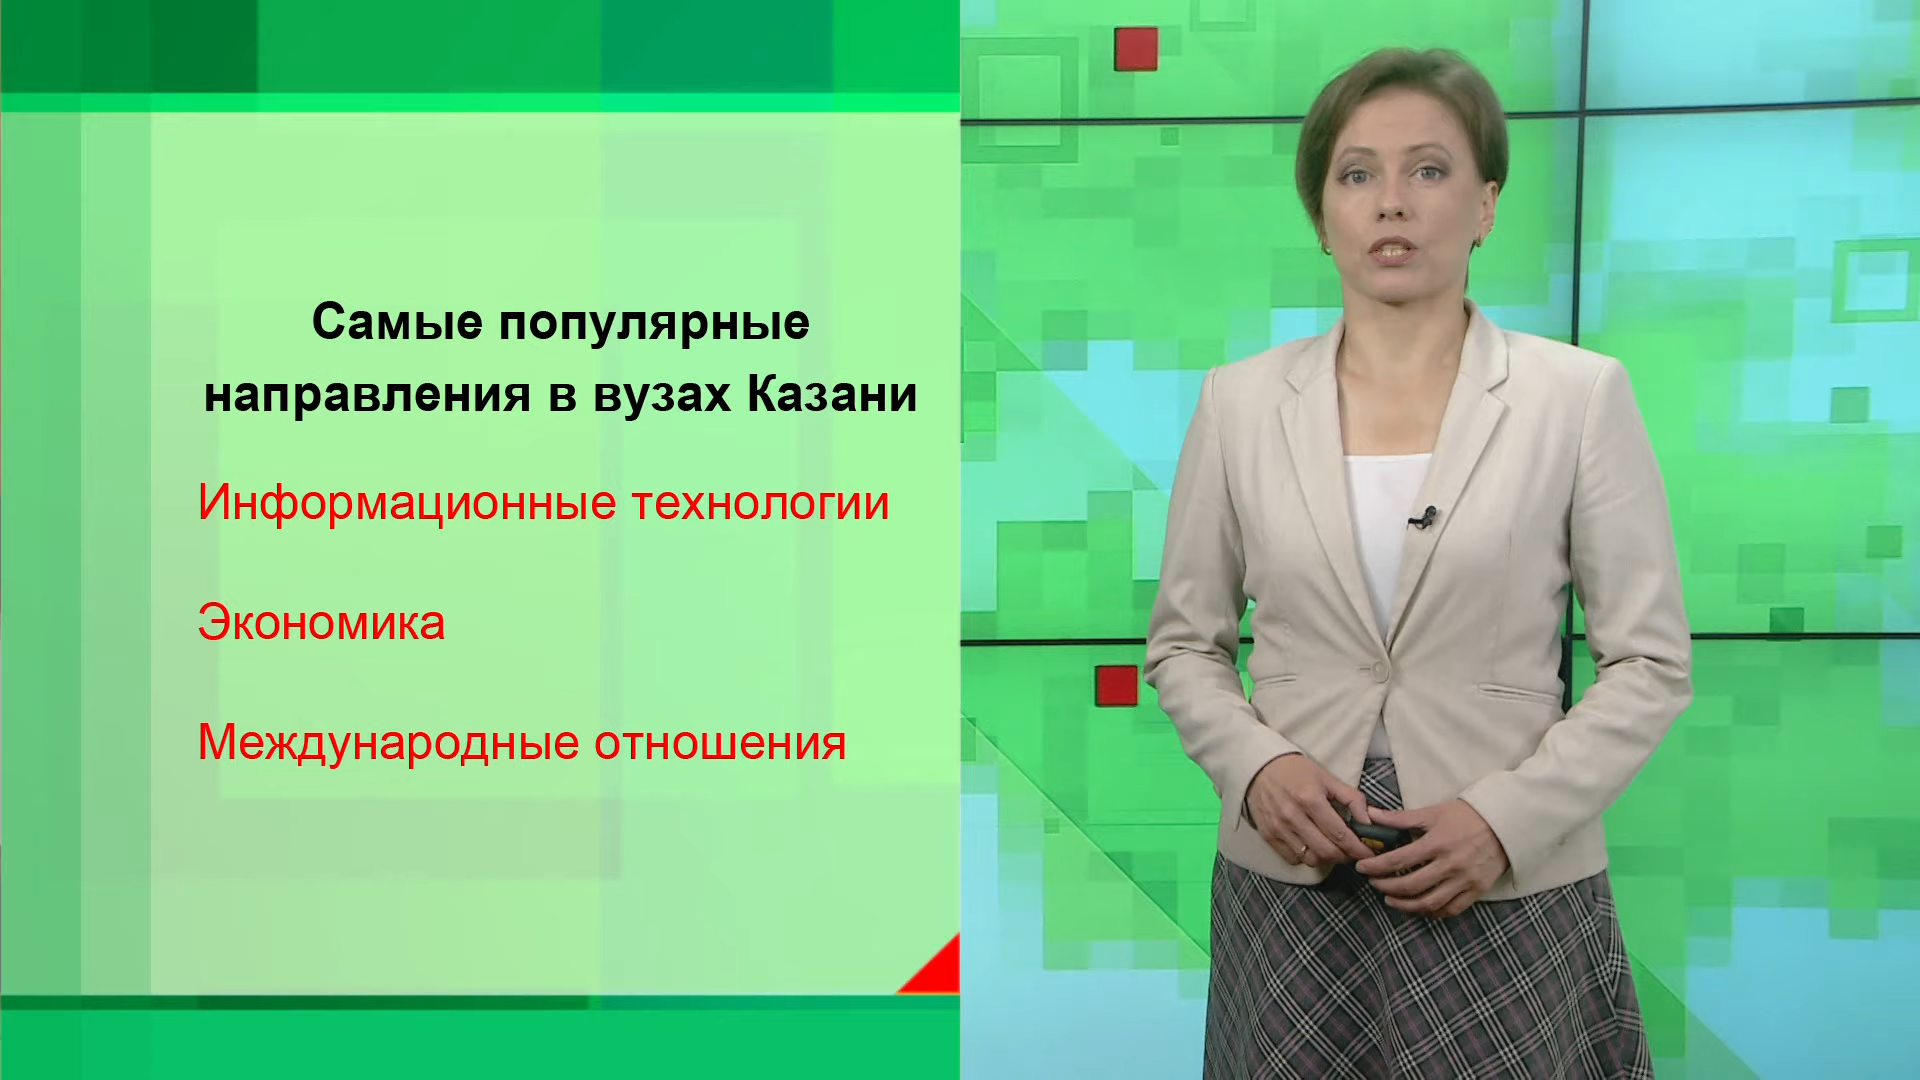 Самые популярные
направления в вузах Казани
Информационные технологии
Экономика
Международные отношения